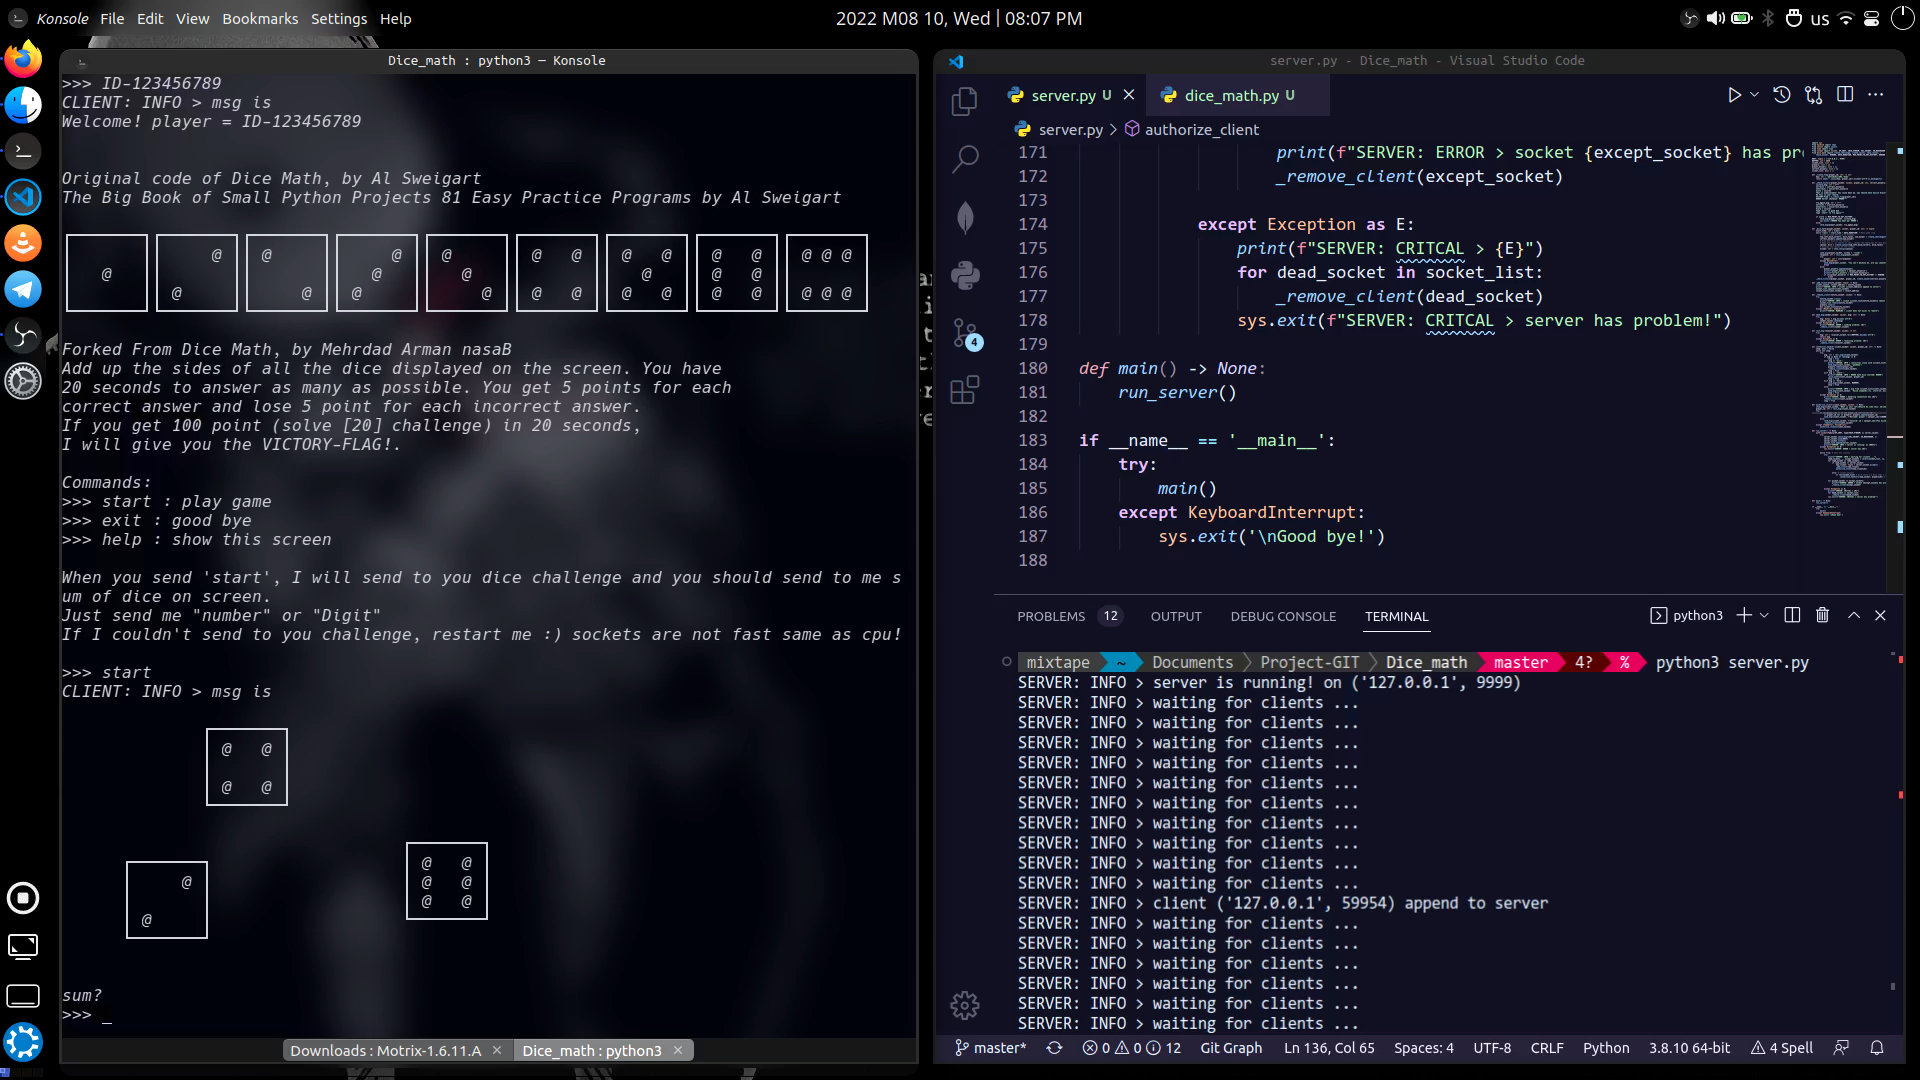 Konsole File Edit View Bookmarks Settings Help
2022 M08 10, Wed | 08:07 PM
us
Dice_math : python3 — Konsole
>>> ID-123456789
CLIENT: INFO > msg is
Welcome! player = ID-123456789
Original code of Dice Math, by Al Sweigart
The Big Book of Small Python Projects 81 Easy Practice Programs by Al Sweigart
@ @ @ @ @ @ @ @ @ @ @ @ @ @
@ @ @ @ @ @
@ @ @ @ @ @ @ @ @ @ @ @ @ @
Forked From Dice Math, by Mehrdad Arman nasaB
Add up the sides of all the dice displayed on the screen. You have
20 seconds to answer as many as possible. You get 5 points for each
correct answer and lose 5 point for each incorrect answer.
If you get 100 point (solve [20] challenge) in 20 seconds,
I will give you the VICTORY-FLAG!.
Commands:
>>> start : play game
>>> exit : good bye
>>> help : show this screen
When you send 'start', I will send to you dice challenge and you should send to me s
um of dice on screen.
Just send me "number" or "Digit"
If I couldn't send to you challenge, restart me :) sockets are not fast same as cpu!
>>> start
CLIENT: INFO > msg is
@ @
@ @
@ @
@ @ @
@ @ @
@
sum?
>>> _
Downloads : Motrix-1.6.11.A ×
Dice_math : python3 ×
server.py - Dice_math - Visual Studio Code
server.py U ×
dice_math.py U
server.py > authorize_client
171 print(f"SERVER: ERROR > socket {except_socket} has pr
172 _remove_client(except_socket)
173
174 except Exception as E:
175 print(f"SERVER: CRITCAL > {E}")
176 for dead_socket in socket_list:
177 _remove_client(dead_socket)
178 sys.exit(f"SERVER: CRITCAL > server has problem!")
179
180 def main() -> None:
181 run_server()
182
183 if __name__ == '__main__':
184 try:
185 main()
186 except KeyboardInterrupt:
187 sys.exit('\nGood bye!')
188
4
PROBLEMS 12 OUTPUT DEBUG CONSOLE TERMINAL
python3
mixtape ~ Documents Project-GIT Dice_math master 4? % python3 server.py
SERVER: INFO > server is running! on ('127.0.0.1', 9999)
SERVER: INFO > waiting for clients ...
SERVER: INFO > waiting for clients ...
SERVER: INFO > waiting for clients ...
SERVER: INFO > waiting for clients ...
SERVER: INFO > waiting for clients ...
SERVER: INFO > waiting for clients ...
SERVER: INFO > waiting for clients ...
SERVER: INFO > waiting for clients ...
SERVER: INFO > waiting for clients ...
SERVER: INFO > waiting for clients ...
SERVER: INFO > client ('127.0.0.1', 59954) append to server
SERVER: INFO > waiting for clients ...
SERVER: INFO > waiting for clients ...
SERVER: INFO > waiting for clients ...
SERVER: INFO > waiting for clients ...
SERVER: INFO > waiting for clients ...
SERVER: INFO > waiting for clients ...
master* 0 0 12 Git Graph Ln 136, Col 65 Spaces: 4 UTF-8 CRLF Python 3.8.10 64-bit 4 Spell